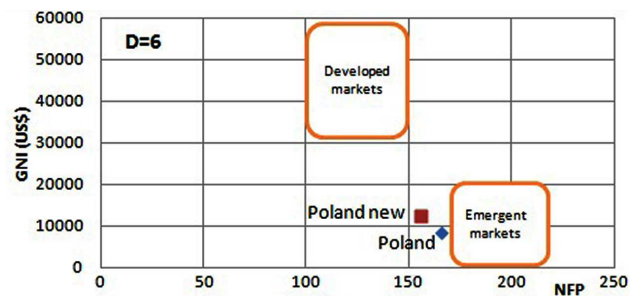 60000
D=6
50000
Developed
markets
40000
GNI (US$)
30000
20000
Poland new
Emergent
markets
10000
Poland
0
0 50 100 150 200 250
NFP